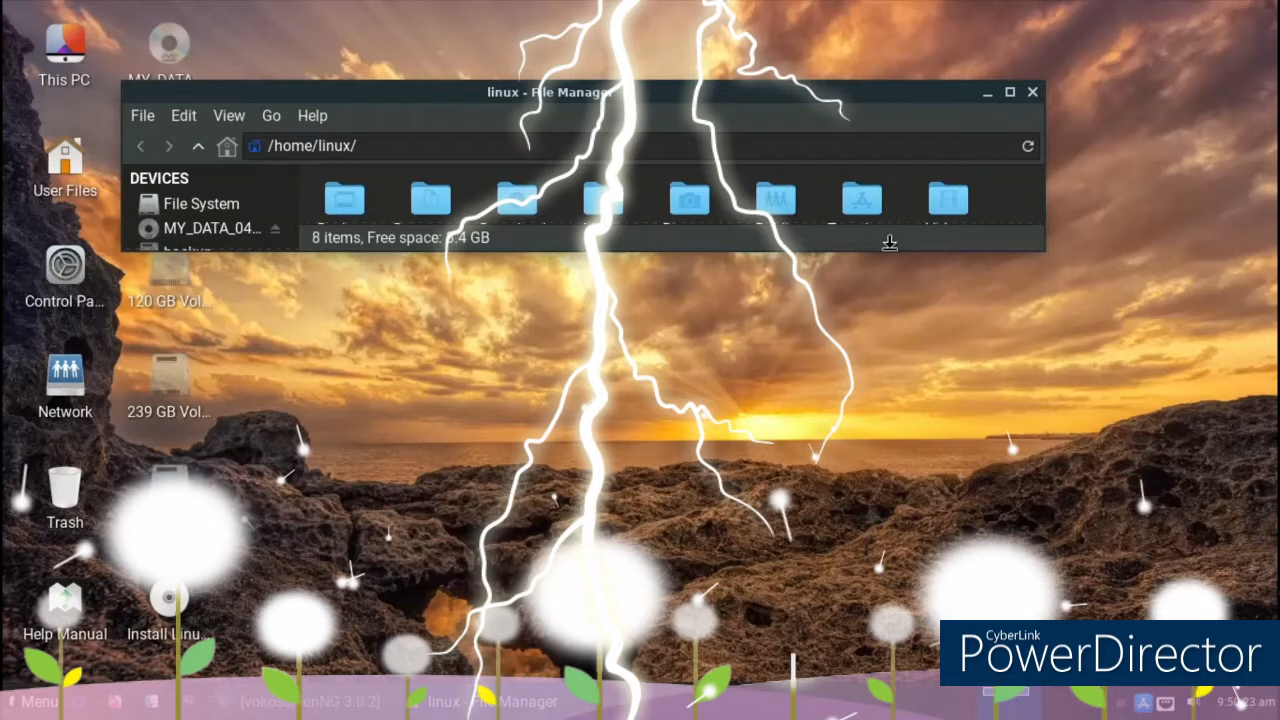 This PC
MY_DATA
linux - File Manager
File Edit View Go Help
/home/linux/
DEVICES
File System
MY_DATA_04...
8 items, Free space: 3.4 GB
User Files
Control Pa...
120 GB Vol...
Network
239 GB Vol...
Trash
Help Manual
Install Linu...
CyberLink
PowerDirector
Menu
[vokoscreenNG 3.0.2]
linux - File Manager
9:50:23 am